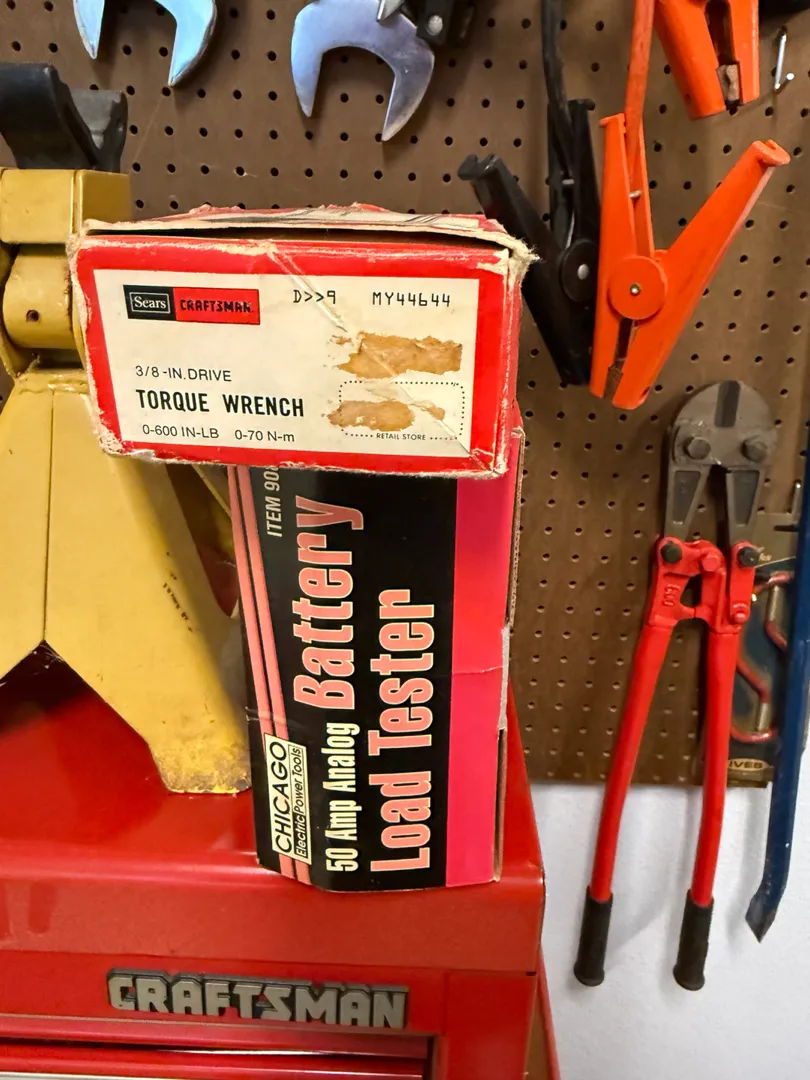 Sears CRAFTSMAN D>>9 MY44644
3/8-IN. DRIVE
TORQUE WRENCH
0-600 IN-LB 0-70 N-m
RETAIL STORE
ITEM
CHICAGO
Electric Power Tools
50 Amp Analog Battery
Load Tester
CRAFTSMAN